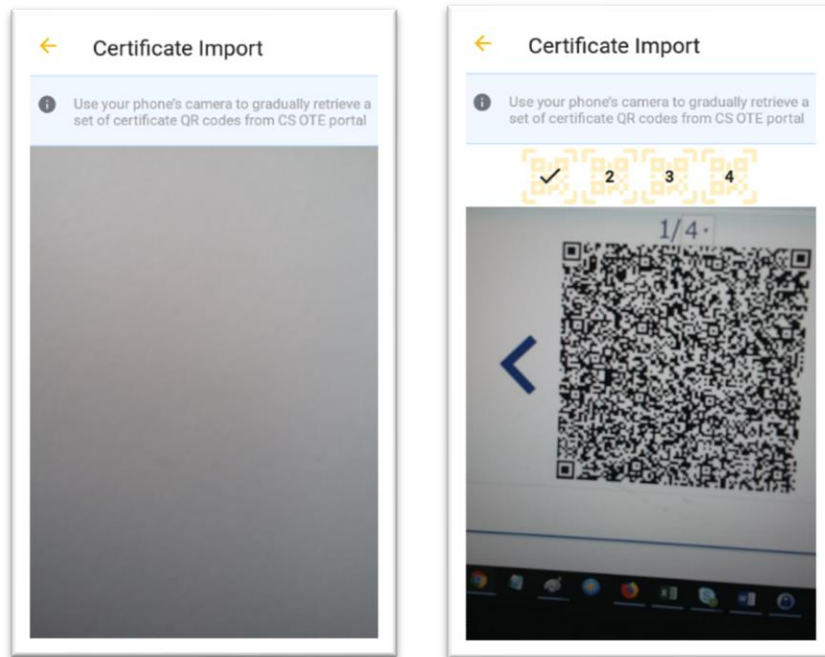 Certificate Import
Use your phone's camera to gradually retrieve a
set of certificate QR codes from CS OTE portal
Certificate Import
Use your phone's camera to gradually retrieve a
set of certificate QR codes from CS OTE portal
2 3 4
1/4